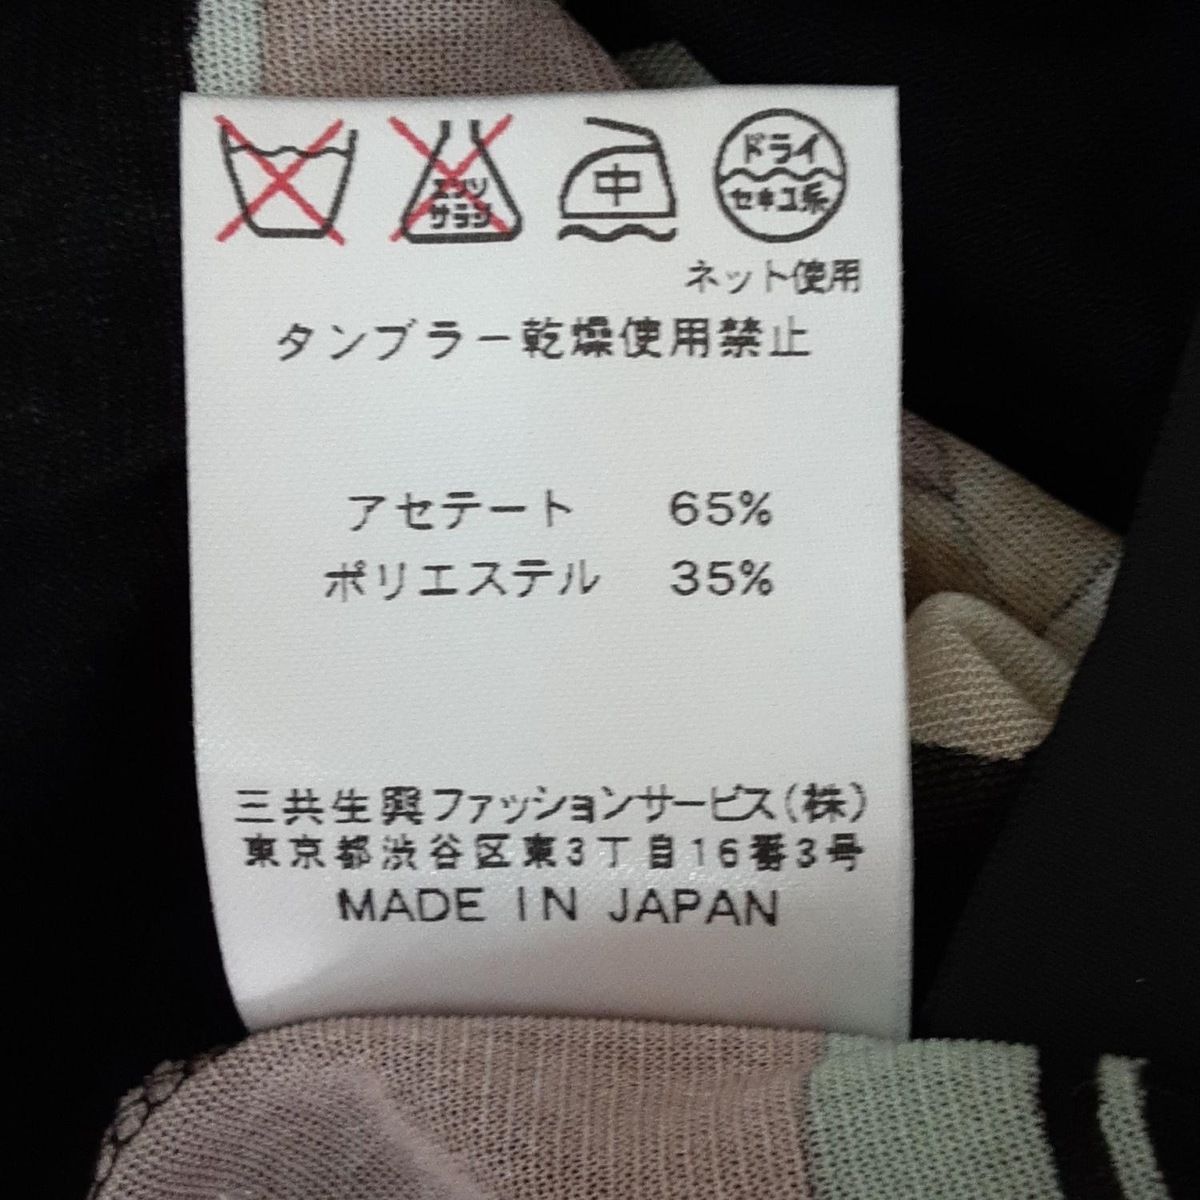 エンソ
サラシ
中
ドライ
セキユ系
ネット使用
タンブラー乾燥使用禁止
アセテート 65%
ポリエステル 35%
三共生興ファッションサービス(株)
東京都渋谷区東3丁目16番3号
MADE IN JAPAN